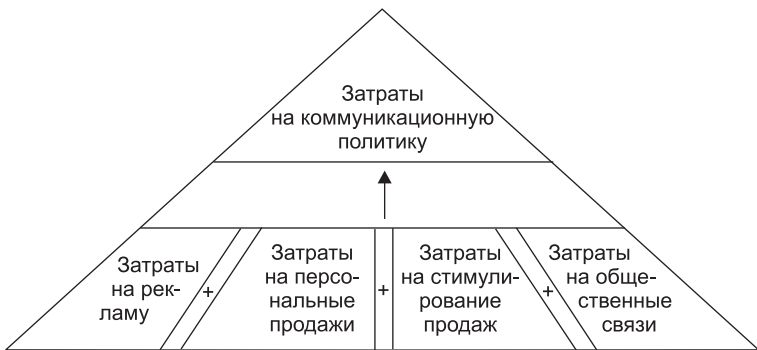 Затраты
на коммуникационную
политику
Затраты
на рек-
ламу
+
Затраты
на персо-
нальные
продажи
+
Затраты
на стимули-
рование
продаж
+
Затраты
на обще-
ственные
связи